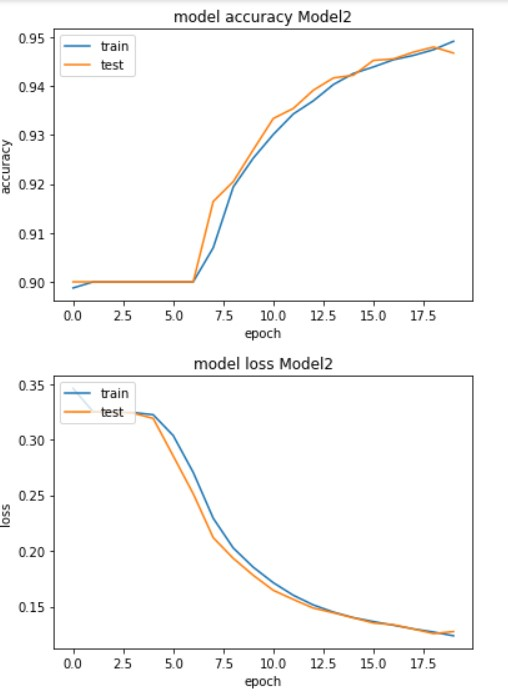 model accuracy Model2
0.95
0.94
0.93
0.92
0.91
0.90
accuracy
train
test
0.0 2.5 5.0 7.5 10.0 12.5 15.0 17.5
epoch
model loss Model2
0.35
0.30
0.25
0.20
0.15
loss
train
test
0.0 2.5 5.0 7.5 10.0 12.5 15.0 17.5
epoch